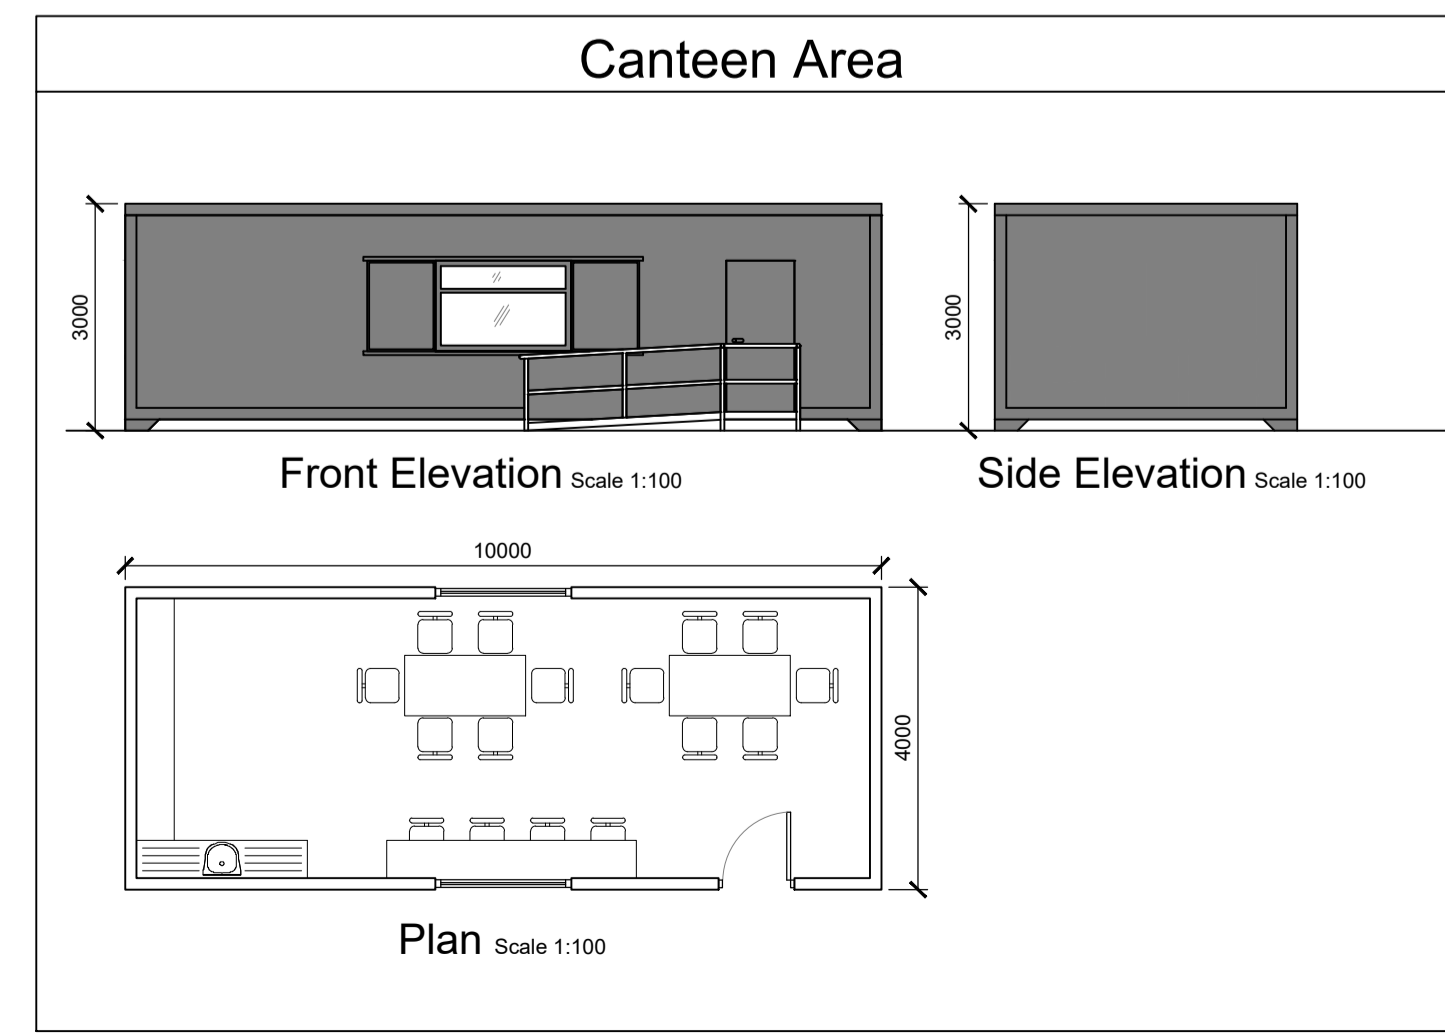 Canteen Area
3000
3000
Front Elevation Scale 1:100
Side Elevation Scale 1:100
10000
4000
Plan Scale 1:100